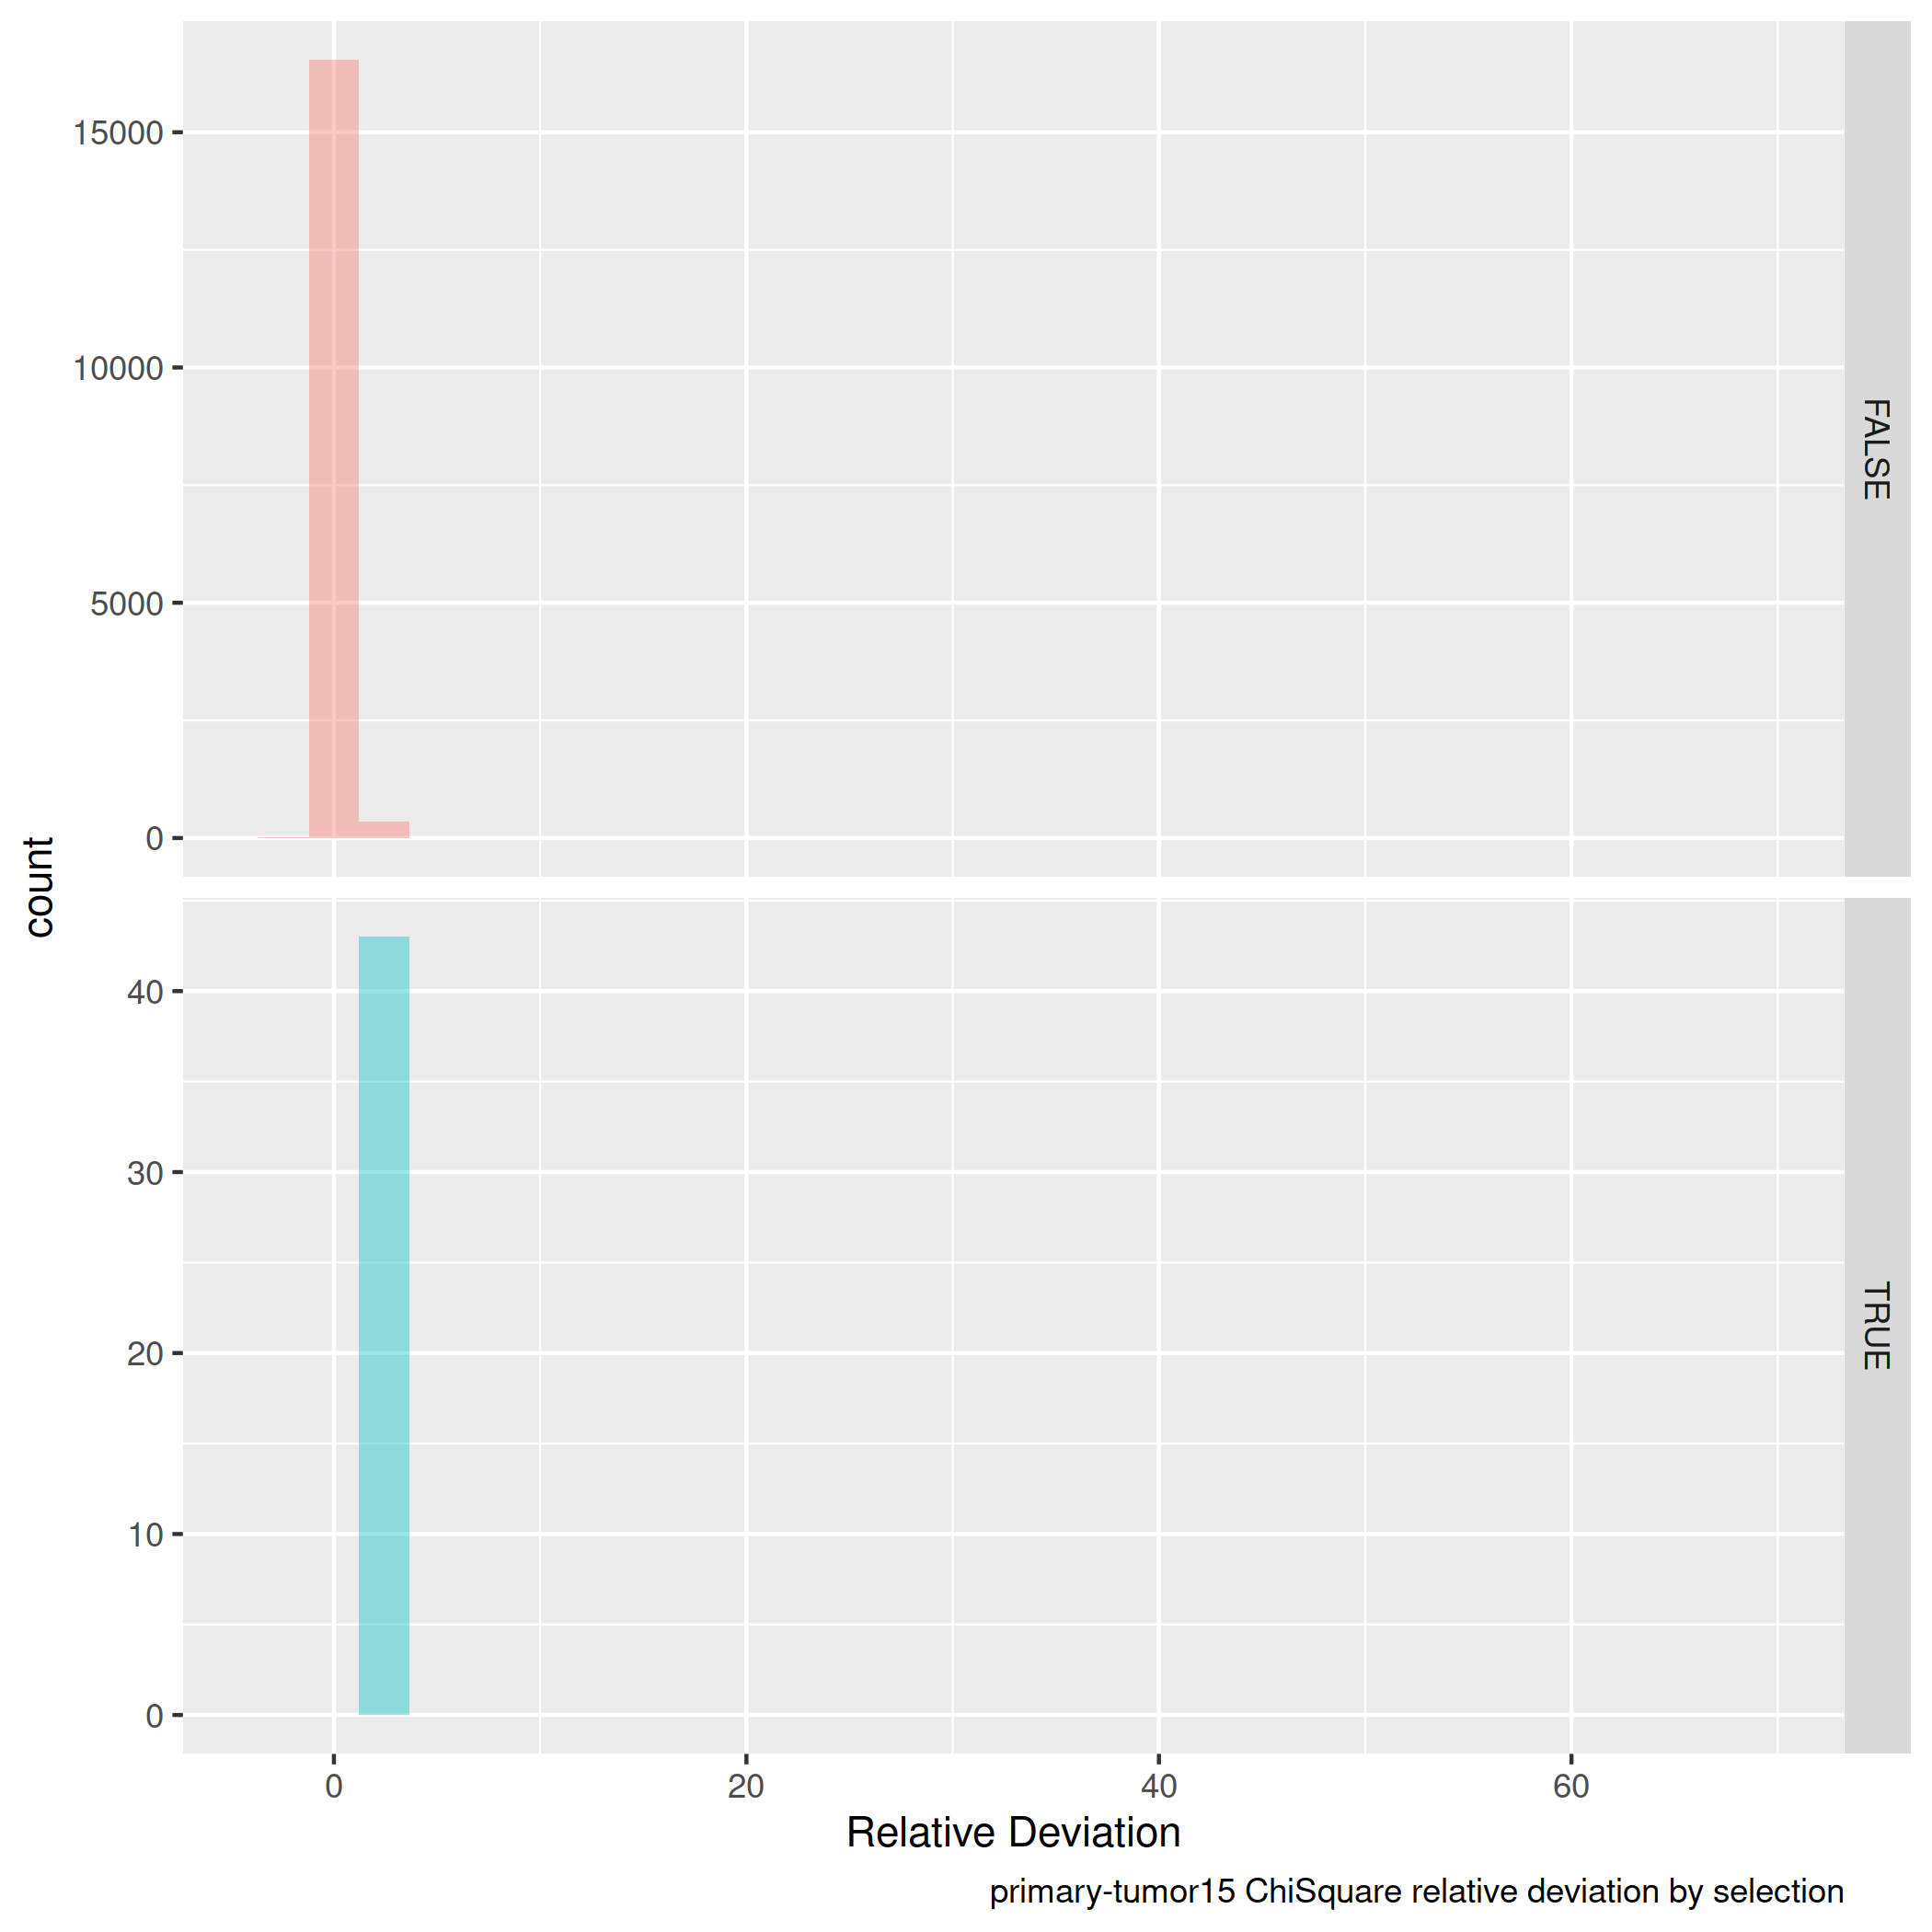 15000
10000
5000
0
FALSE
count
40
30
20
10
0
TRUE
0 20 40 60
Relative Deviation
primary-tumor15 ChiSquare relative deviation by selection